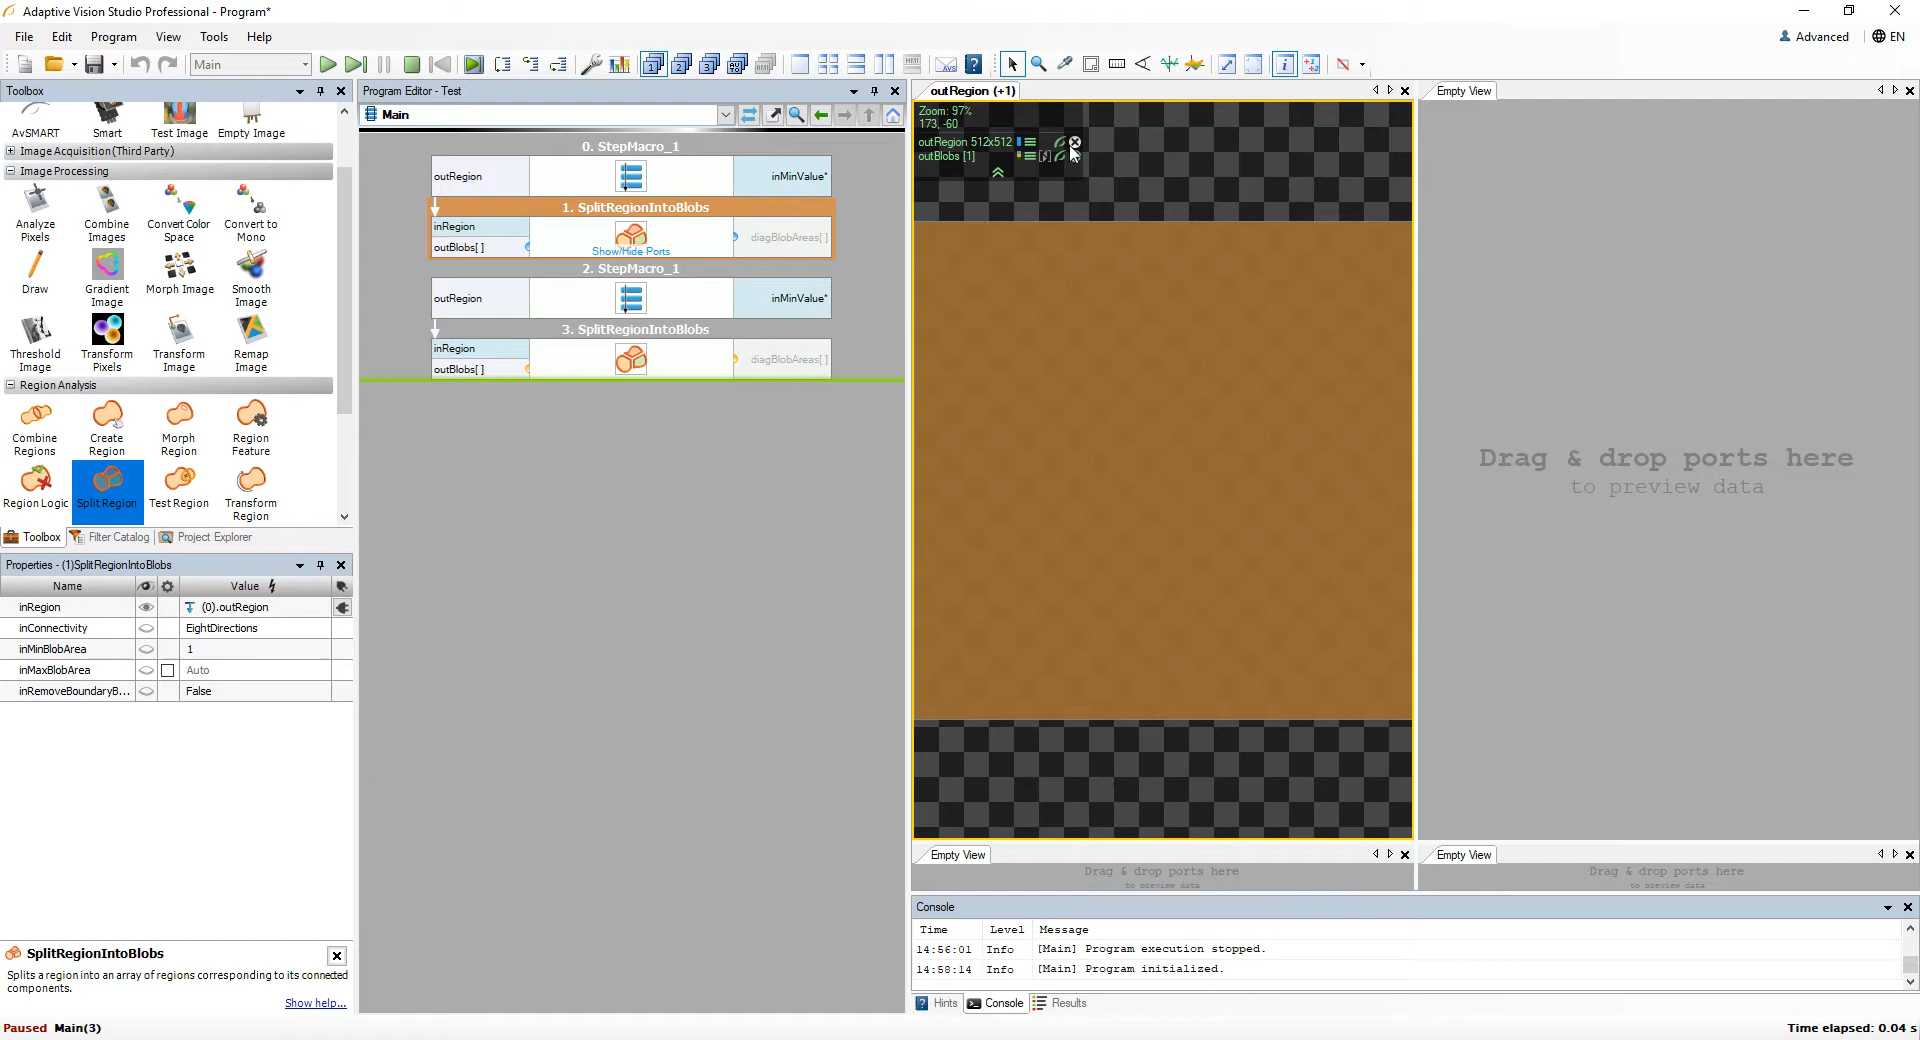 Adaptive Vision Studio Professional - Program*
File Edit Program View Tools Help
Advanced EN
Main
Toolbox
AvSMART Smart Test Image Empty Image
Image Acquisition (Third Party)
Image Processing
Analyze Pixels
Combine Images
Convert Color Space
Convert to Mono
Draw
Gradient Image
Morph Image
Smooth Image
Threshold Image
Transform Pixels
Transform Image
Remap Image
Region Analysis
Combine Regions
Create Region
Morph Region
Region Feature
Region Logic
Split Region
Test Region
Transform Region
Toolbox Filter Catalog Project Explorer
Properties - (1)SplitRegionIntoBlobs
Name Value
inRegion (0).outRegion
inConnectivity EightDirections
inMinBlobArea 1
inMaxBlobArea Auto
inRemoveBoundaryB... False
SplitRegionIntoBlobs
Splits a region into an array of regions corresponding to its connected
components.
Show help...
Paused Main(3)
Program Editor - Test
Main
0. StepMacro_1
outRegion inMinValue*
1. SplitRegionIntoBlobs
inRegion
outBlobs[ ] Show/Hide Ports diagBlobAreas[ ]
2. StepMacro_1
outRegion inMinValue*
3. SplitRegionIntoBlobs
inRegion
outBlobs[ ] diagBlobAreas[ ]
outRegion (+1)
Zoom: 97%
173, -60
outRegion 512x512
outBlobs [1]
Empty View
Drag & drop ports here
to preview data
Empty View
Drag & drop ports here
to preview data
Empty View
Drag & drop ports here
to preview data
Console
Time Level Message
14:56:01 Info [Main] Program execution stopped.
14:58:14 Info [Main] Program initialized.
Hints Console Results
Time elapsed: 0.04 s